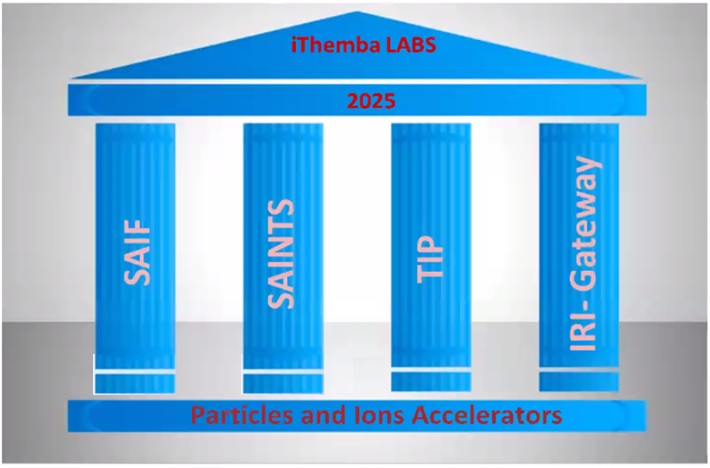 iThemba LABS
2025
SAIF
SAINTS
TIP
IRI- Gateway
Particles and Ions Accelerators